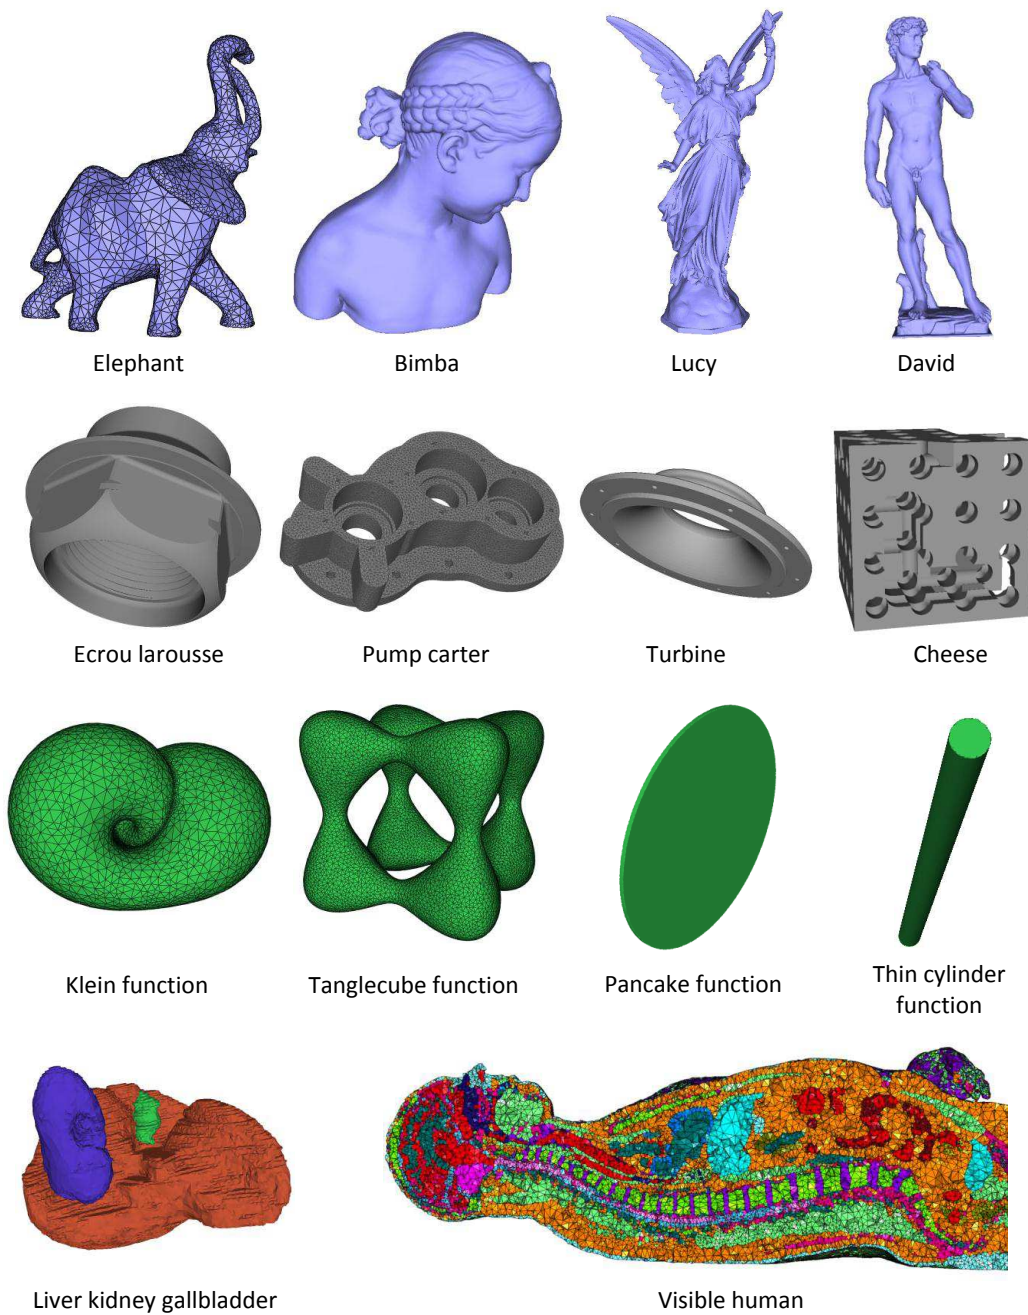 Elephant
Bimba
Lucy
David
Ecrou larousse
Pump carter
Turbine
Cheese
Klein function
Tanglecube function
Pancake function
Thin cylinder
function
Liver kidney gallbladder
Visible human